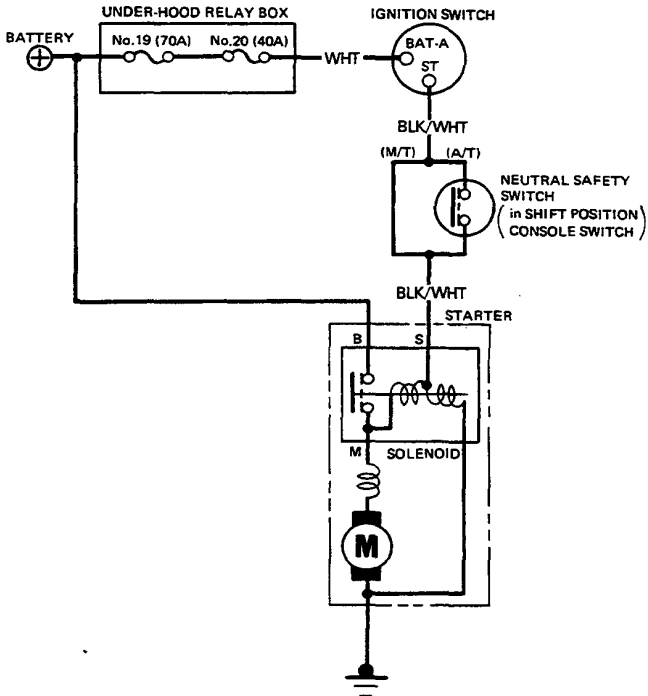 UNDER-HOOD RELAY BOX
IGNITION SWITCH
BATTERY
No.19 (70A)
No.20 (40A)
WHT
BAT-A
ST
BLK/WHT
(M/T)
(A/T)
NEUTRAL SAFETY
SWITCH
(in SHIFT POSITION
CONSOLE SWITCH)
BLK/WHT
STARTER
B
S
M
SOLENOID
M